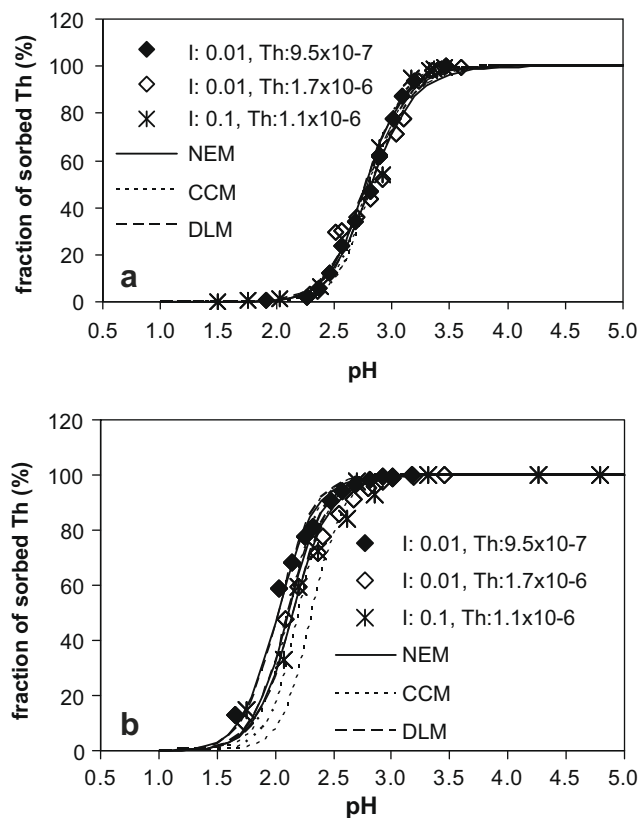 120
100
80
60
40
20
0
fraction of sorbed Th (%)
I: 0.01, Th:9.5x10-7
I: 0.01, Th:1.7x10-6
I: 0.1, Th:1.1x10-6
NEM
CCM
DLM
a
0.5 1.0 1.5 2.0 2.5 3.0 3.5 4.0 4.5 5.0
pH
120
100
80
60
40
20
0
fraction of sorbed Th (%)
I: 0.01, Th:9.5x10-7
I: 0.01, Th:1.7x10-6
I: 0.1, Th:1.1x10-6
NEM
CCM
DLM
b
0.5 1.0 1.5 2.0 2.5 3.0 3.5 4.0 4.5 5.0
pH